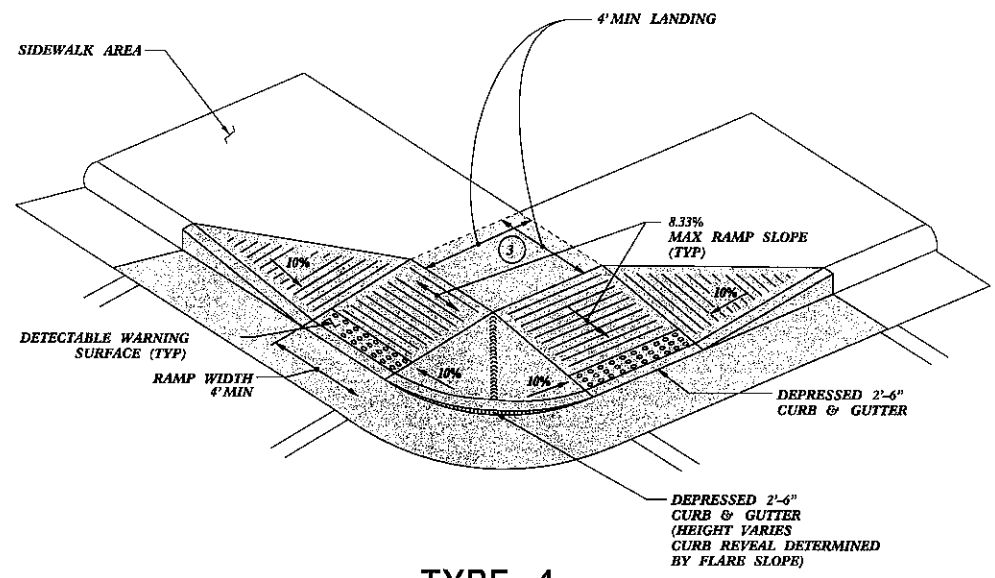 4' MIN LANDING
SIDEWALK AREA
3
8.33%
MAX RAMP SLOPE
(TYP)
10%
10%
DETECTABLE WARNING
SURFACE (TYP)
RAMP WIDTH
4' MIN
10%
10%
DEPRESSED 2'-6"
CURB & GUTTER
DEPRESSED 2'-6"
CURB & GUTTER
(HEIGHT VARIES
CURB REVEAL DETERMINED
BY FLARE SLOPE)